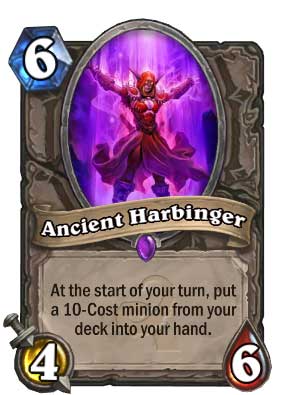 6
Ancient Harbinger
At the start of your turn, put
a 10-Cost minion from your
deck into your hand.
4 6